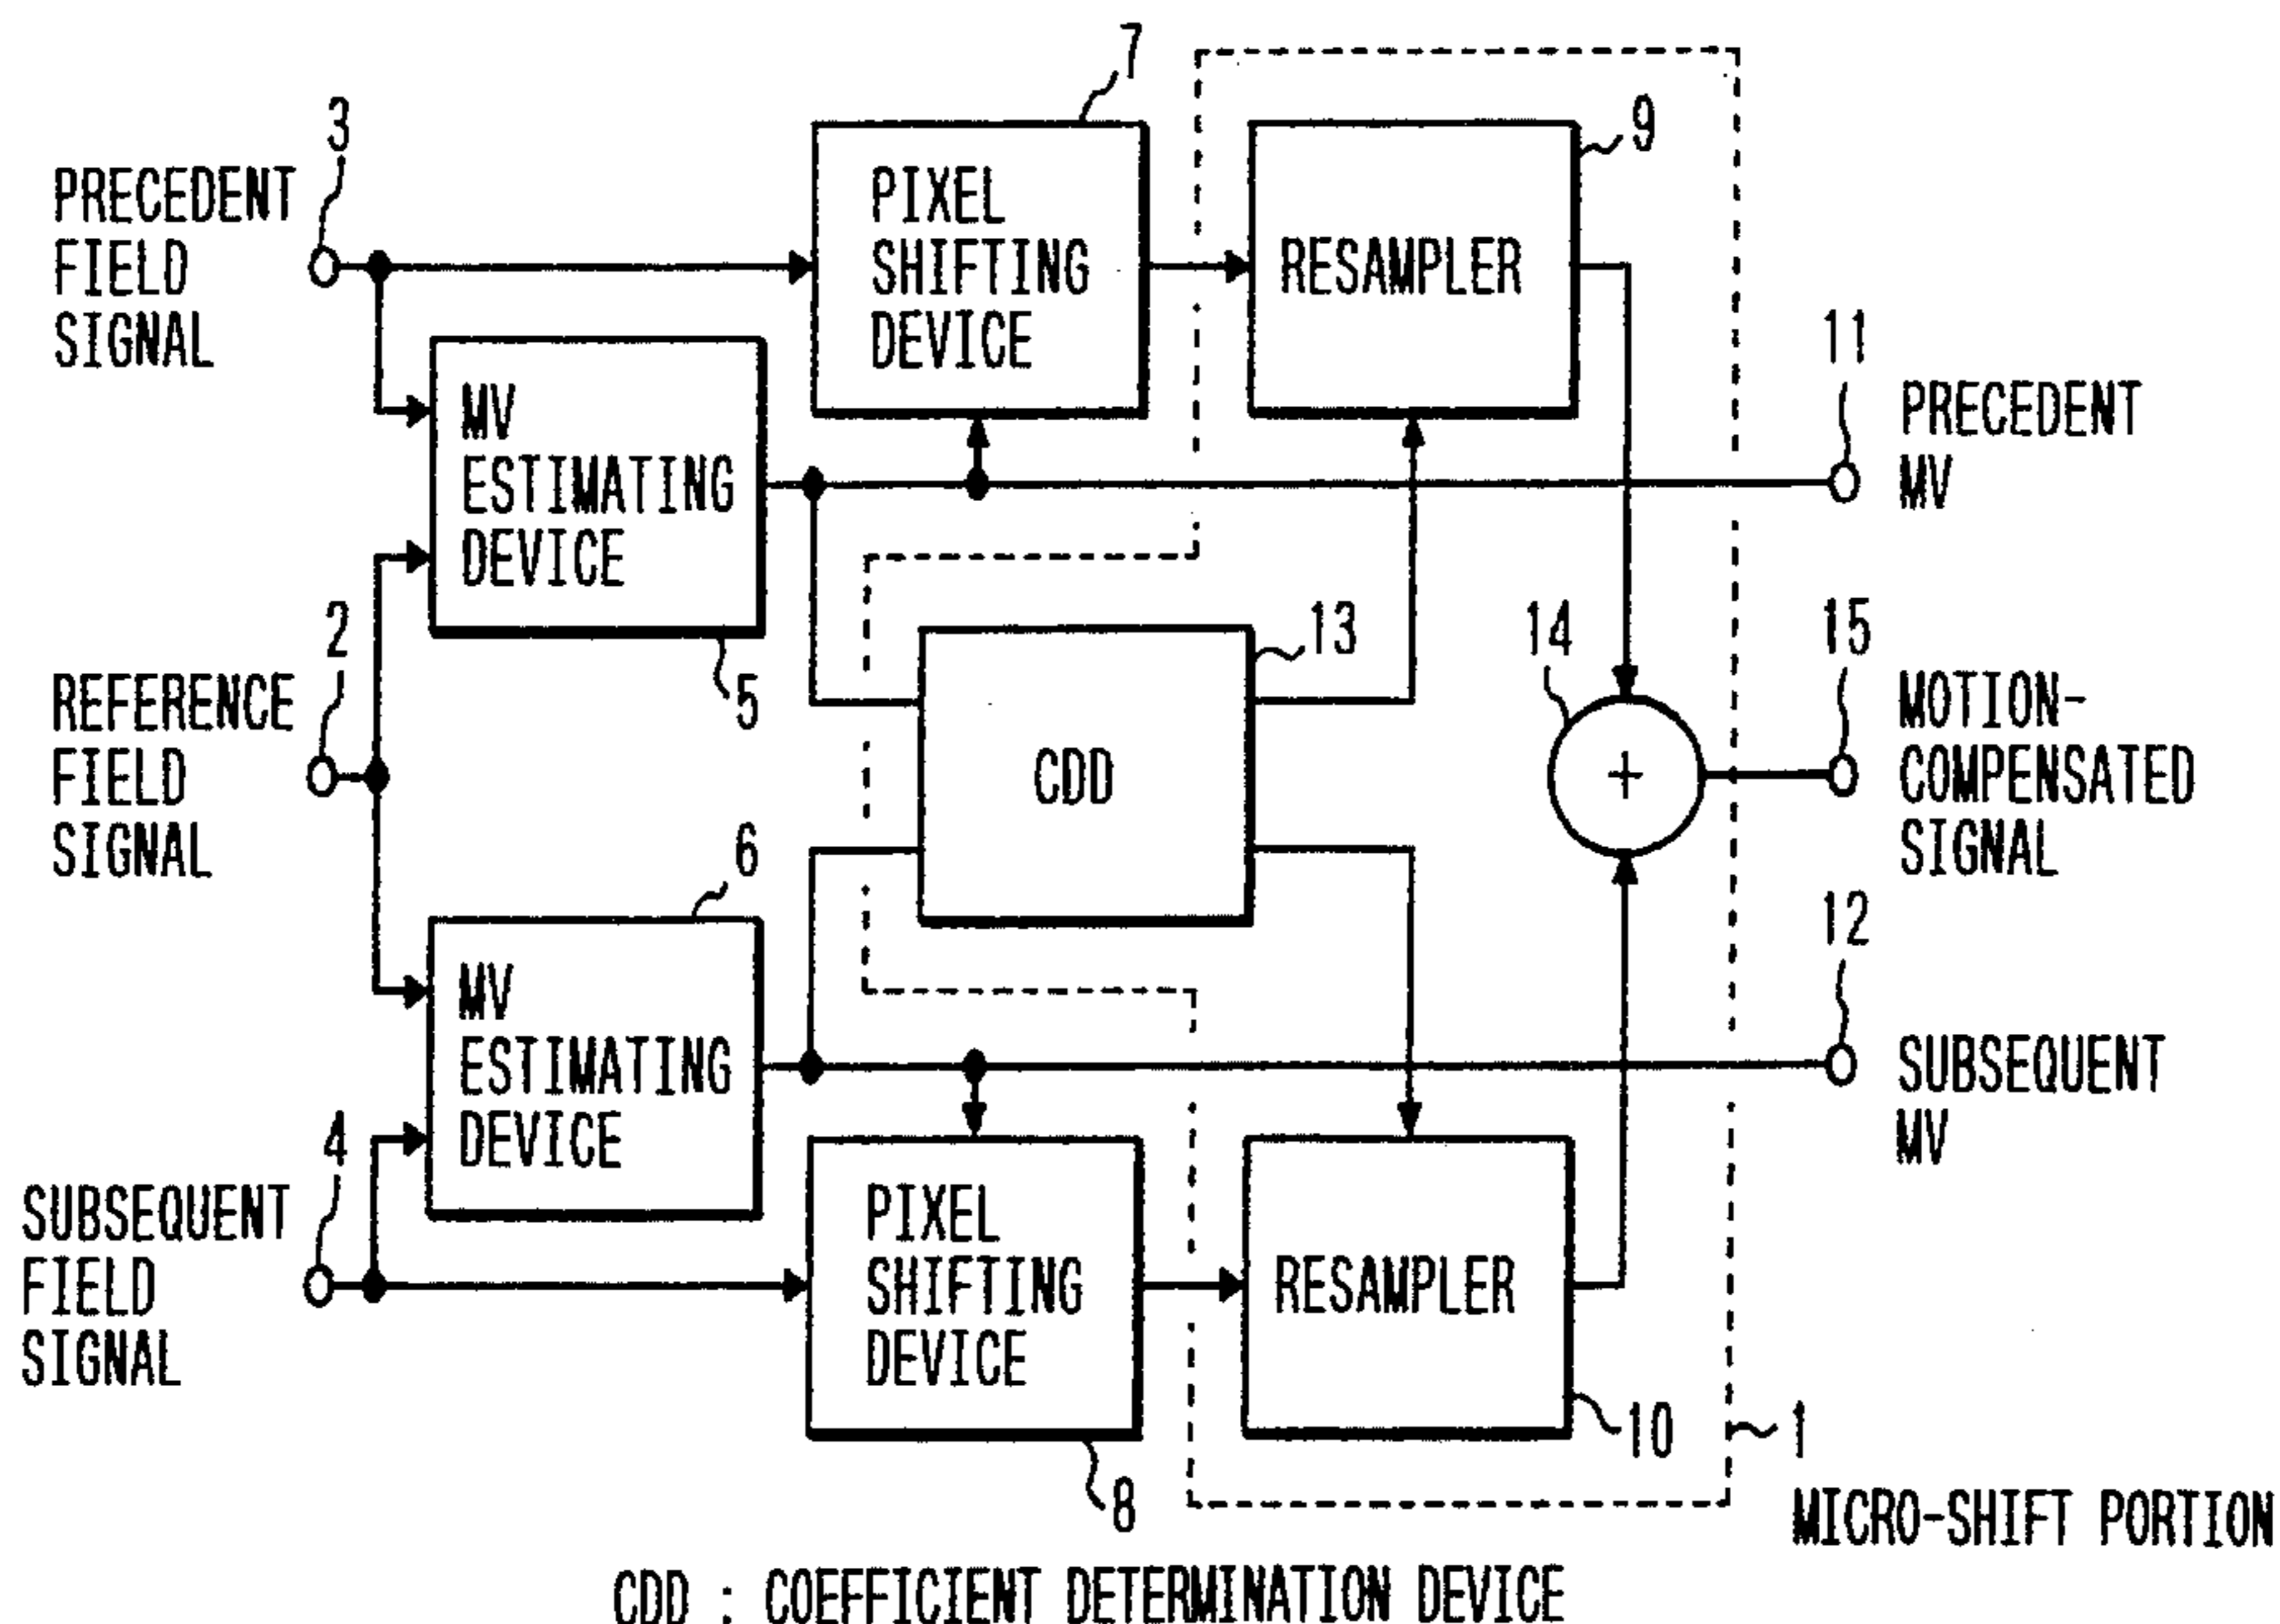 7
3
9
PRECEDENT
FIELD
SIGNAL
PIXEL
SHIFTING
DEVICE
RESAMPLER
11
PRECEDENT
MV
MV
ESTIMATING
DEVICE
5
2
REFERENCE
FIELD
SIGNAL
13
CDD
14
+
15
MOTION-
COMPENSATED
SIGNAL
6
12
SUBSEQUENT
MV
MV
ESTIMATING
DEVICE
4
SUBSEQUENT
FIELD
SIGNAL
PIXEL
SHIFTING
DEVICE
8
RESAMPLER
10
1
MICRO-SHIFT PORTION
CDD : COEFFICIENT DETERMINATION DEVICE